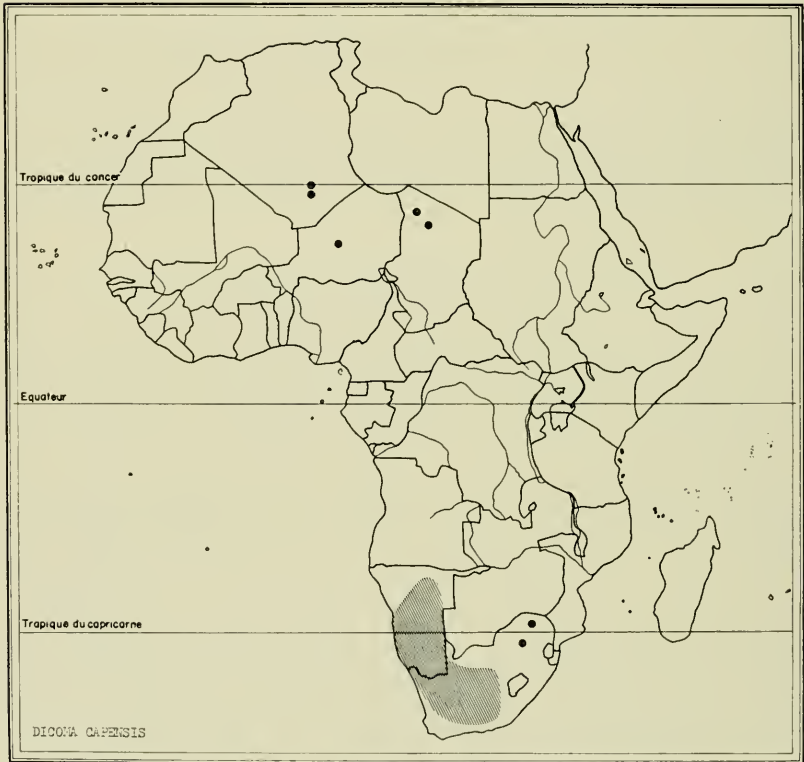 Tropique du cancer
Equateur
Tropique du capricorne
DICOMA CAPENSIS